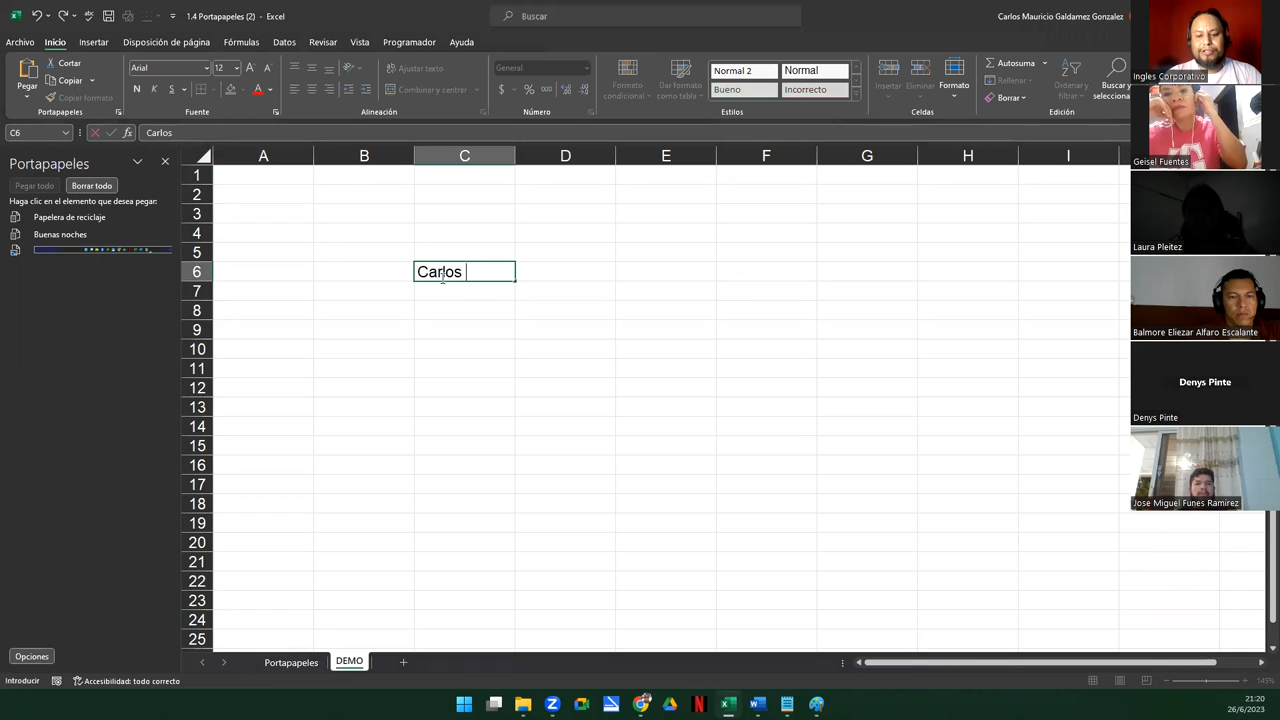 1.4 Portapapeles (2) - Excel
Buscar
Carlos Mauricio Galdamez Gonzalez
Archivo Inicio Insertar Disposición de página Fórmulas Datos Revisar Vista Programador Ayuda
Pegar
Cortar
Copiar
Copiar formato
Portapapeles
Arial 12
N K S
Fuente
Ajustar texto
Combinar y centrar
Alineación
General
$ % 000
Número
Formato condicional
Dar formato como tabla
Normal 2 Normal
Bueno Incorrecto
Estilos
Insertar Eliminar Formato
Celdas
Autosuma
Rellenar
Borrar
Ordenar y filtrar
Buscar y selecciona
Edición
C6 fx Carlos
Portapapeles
Pegar todo Borrar todo
Haga clic en el elemento que desea pegar:
Papelera de reciclaje
Buenas noches
Opciones
A B C D E F G H I
1
2
3
4
5
6 Carlos
7
8
9
10
11
12
13
14
15
16
17
18
19
20
21
22
23
24
25
Portapapeles DEMO
Introducir Accesibilidad: todo correcto
145%
21:20
26/6/2023
Ingles Corporativo
Geisel Fuentes
Laura Pleitez
Balmore Eliezar Alfaro Escalante
Denys Pinte
Denys Pinte
Jose Miguel Funes Ramirez